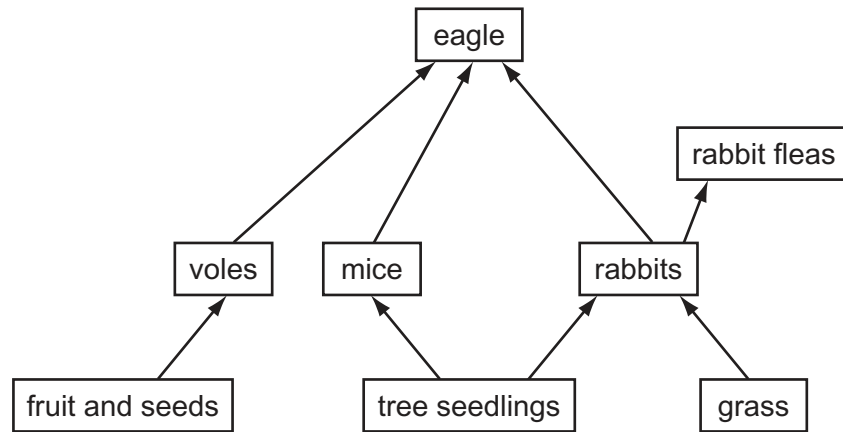 eagle
rabbit fleas
voles
mice
rabbits
fruit and seeds
tree seedlings
grass